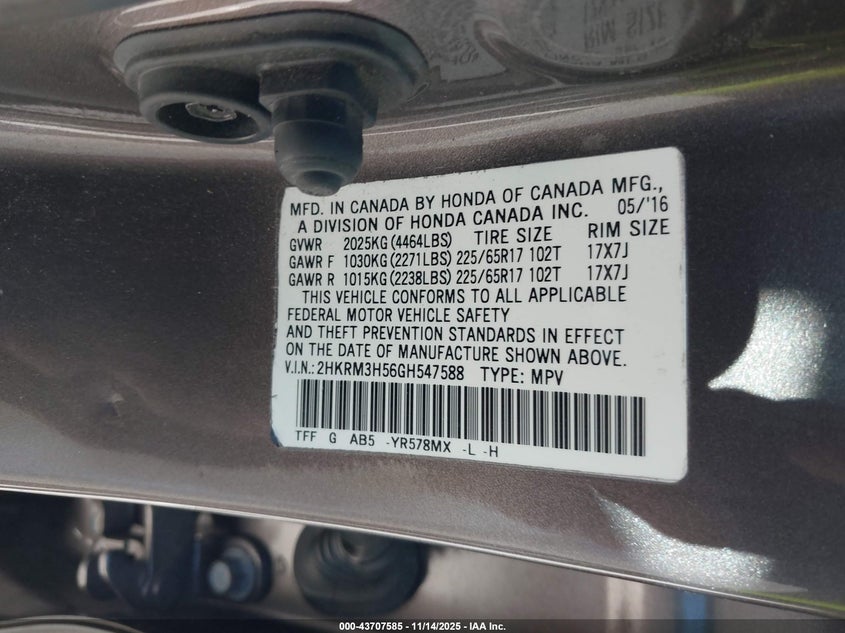 MFD. IN CANADA BY HONDA OF CANADA MFG.,
A DIVISION OF HONDA CANADA INC. 05/'16
GVWR 2025KG(4464LBS) TIRE SIZE RIM SIZE
GAWR F 1030KG(2271LBS) 225/65R17 102T 17X7J
GAWR R 1015KG(2238LBS) 225/65R17 102T 17X7J
THIS VEHICLE CONFORMS TO ALL APPLICABLE
FEDERAL MOTOR VEHICLE SAFETY
AND THEFT PREVENTION STANDARDS IN EFFECT
ON THE DATE OF MANUFACTURE SHOWN ABOVE.
V.I.N.: 2HKRM3H56GH547588 TYPE: MPV
TFF G AB5 -YR578MX -L -H
000-43707585 - 11/14/2025 - IAA Inc.